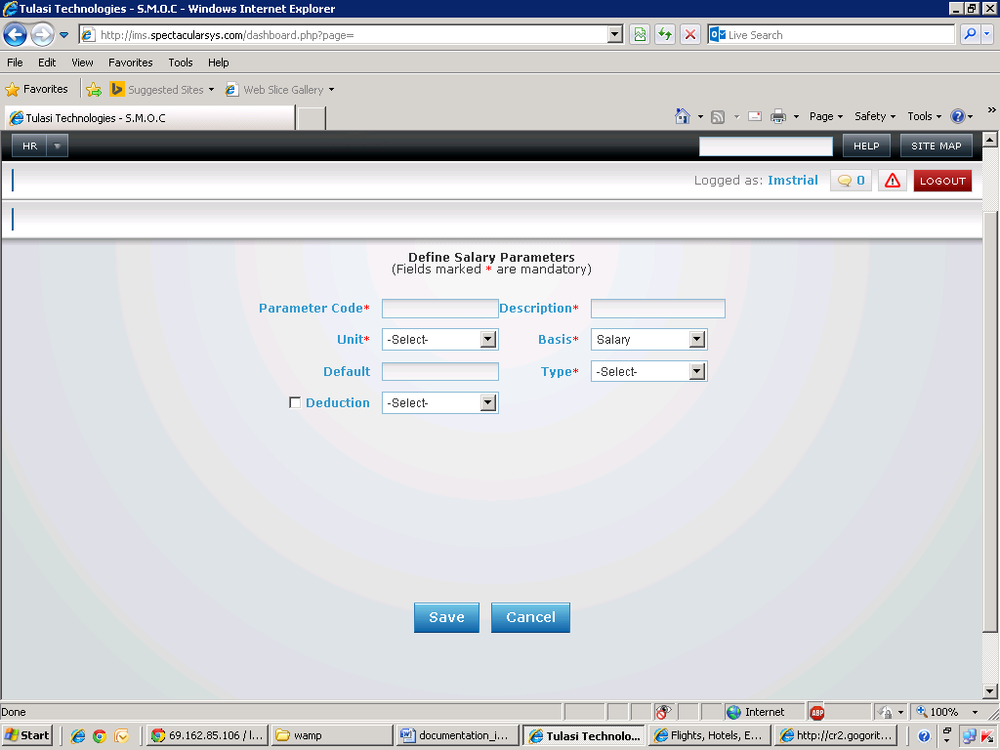 Tulasi Technologies - S.M.O.C - Windows Internet Explorer
http://ims.spectacularsys.com/dashboard.php?page=
Live Search
File Edit View Favorites Tools Help
Favorites Suggested Sites Web Slice Gallery
Tulasi Technologies - S.M.O.C Page Safety Tools »
HR HELP SITE MAP
Logged as: Imstrial 0 LOGOUT
Define Salary Parameters
(Fields marked * are mandatory)
Parameter Code* Description*
Unit* -Select- Basis* Salary
Default Type* -Select-
Deduction -Select-
Save Cancel
Done Internet ABP 100%
Start 69.162.85.106 / l... wamp documentation_i... Tulasi Technolo... Flights, Hotels, E... http://cr2.gogorit...